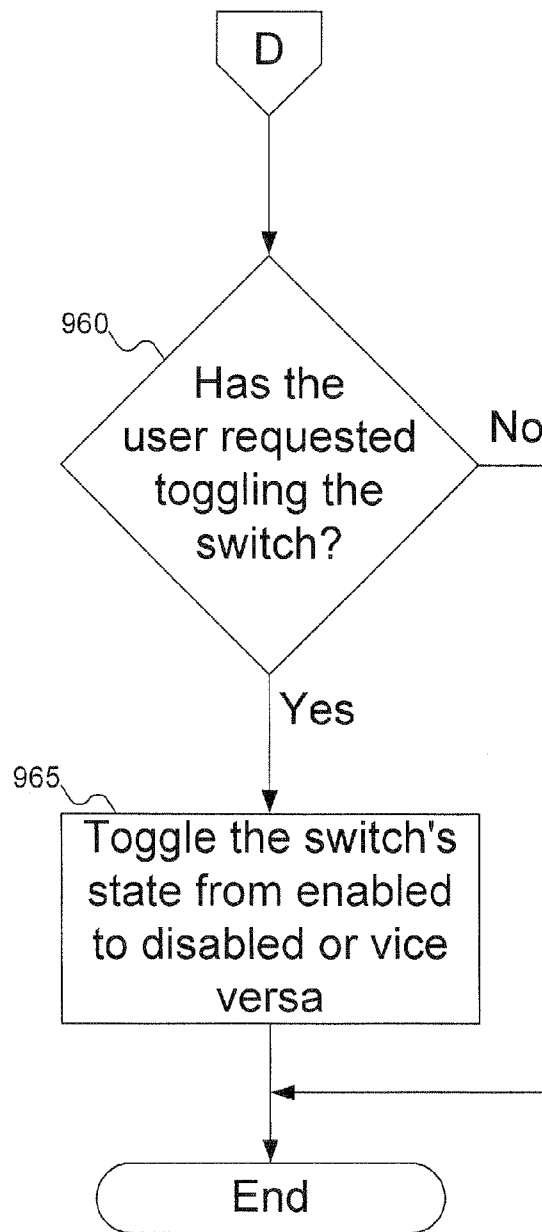 D
960
Has the
user requested
toggling the
switch?
No
Yes
965
Toggle the switch's
state from enabled
to disabled or vice
versa
End